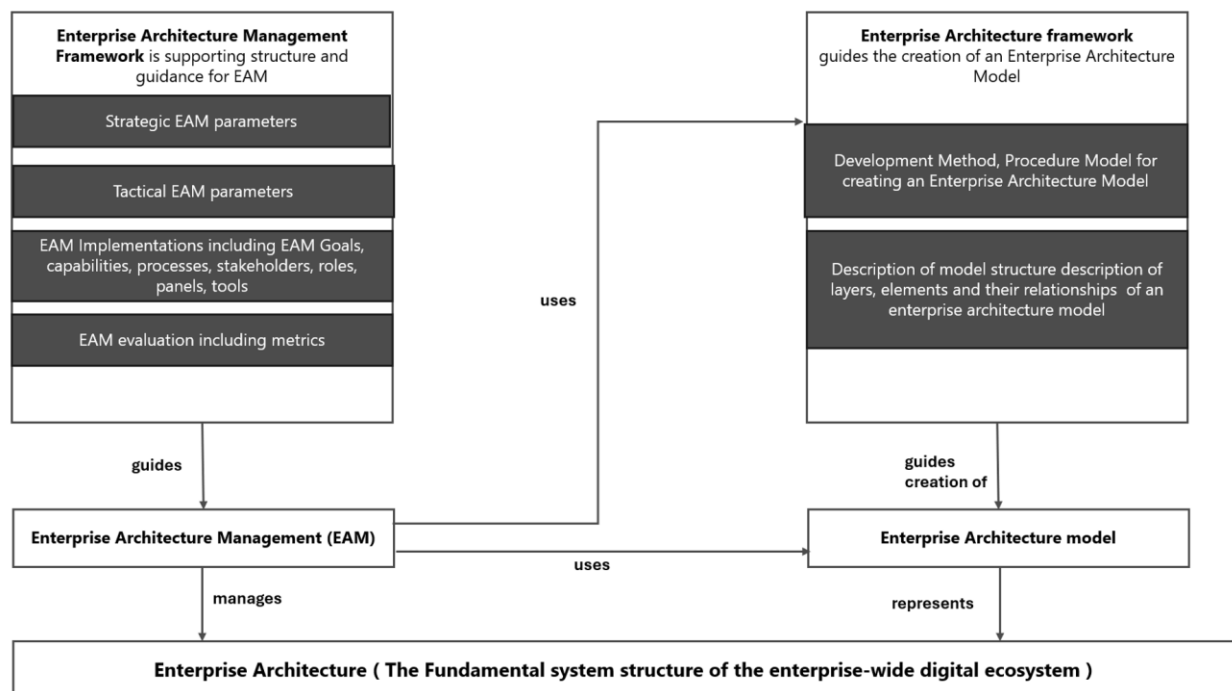 Enterprise Architecture Management
Framework is supporting structure and
guidance for EAM
Strategic EAM parameters
Tactical EAM parameters
EAM Implementations including EAM Goals,
capabilities, processes, stakeholders, roles,
panels, tools
EAM evaluation including metrics
Enterprise Architecture framework
guides the creation of an Enterprise Architecture
Model
Development Method, Procedure Model for
creating an Enterprise Architecture Model
Description of model structure description of
layers, elements and their relationships of an
enterprise architecture model
uses
guides
guides
creation of
Enterprise Architecture Management (EAM)
uses
Enterprise Architecture model
manages
represents
Enterprise Architecture ( The Fundamental system structure of the enterprise-wide digital ecosystem )